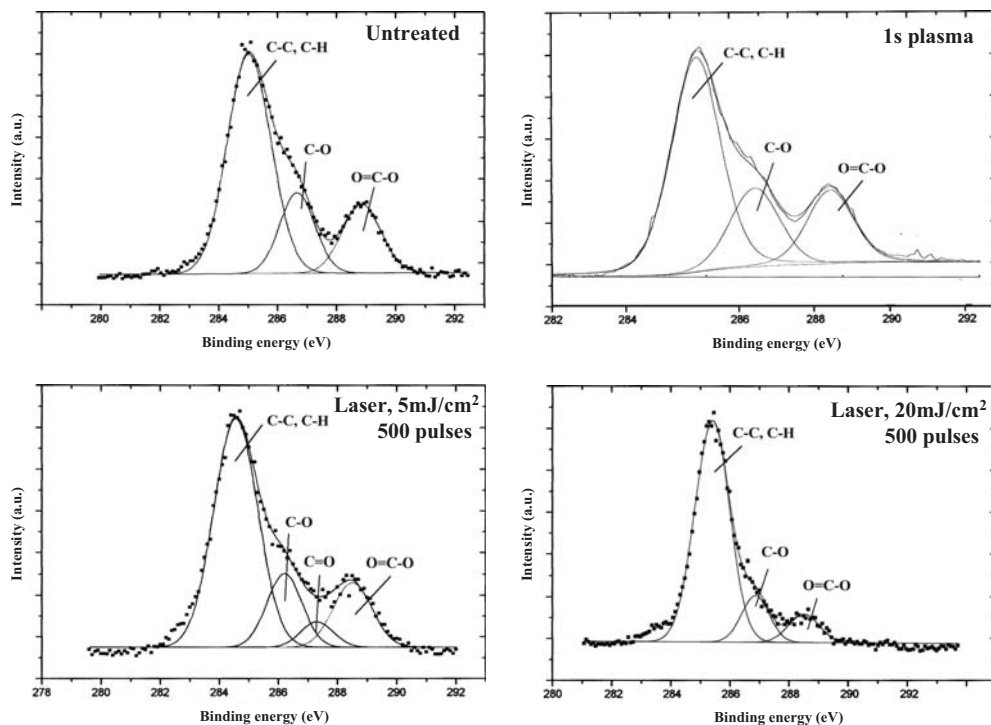 Untreated
C-C, C-H
C-O
O=C-O
Intensity (a.u.)
280 282 284 286 288 290 292
Binding energy (eV)
1s plasma
C-C, C-H
C-O
O=C-O
Intensity (a.u.)
282 284 286 288 290 292
Binding energy (eV)
Laser, 5mJ/cm²
500 pulses
C-C, C-H
C-O
C=O
O=C-O
Intensity (a.u.)
278 280 282 284 286 288 290 292
Binding energy (eV)
Laser, 20mJ/cm²
500 pulses
C-C, C-H
C-O
O=C-O
Intensity (a.u.)
280 282 284 286 288 290 292 294
Binding energy (eV)